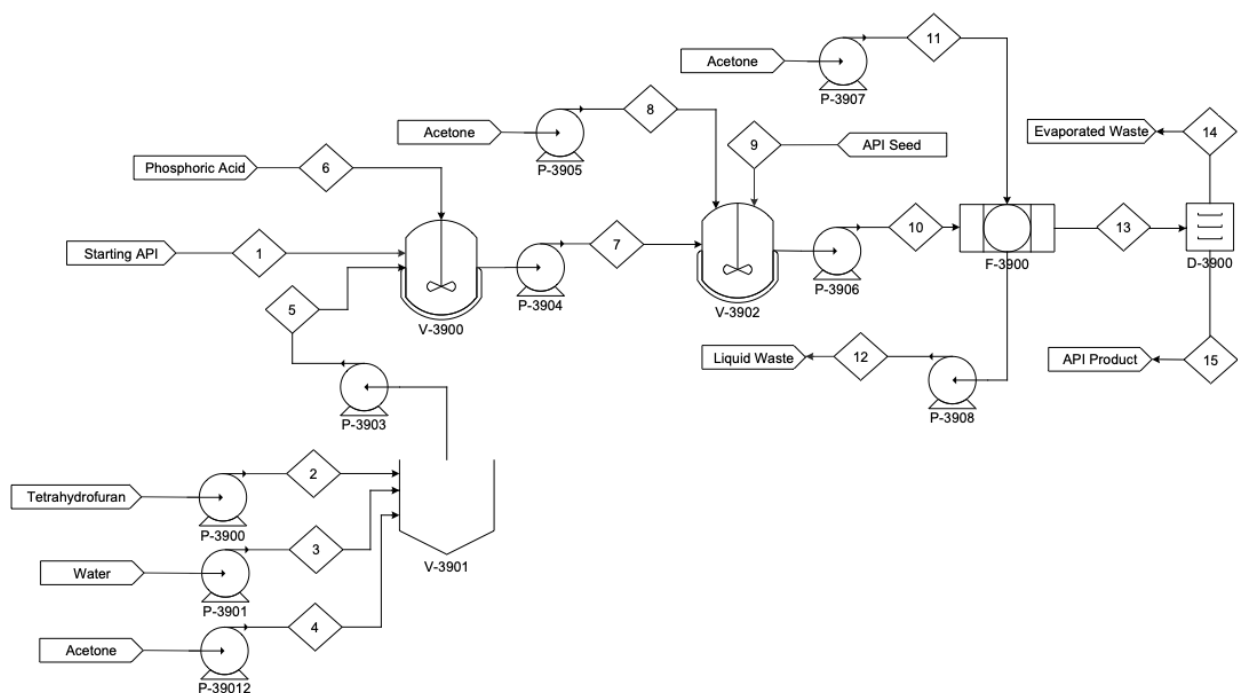 Acetone
11
P-3907
Acetone
8
P-3905
9
API Seed
Evaporated Waste
14
Phosphoric Acid
6
Starting API
1
5
V-3900
P-3904
7
V-3902
P-3906
10
F-3900
13
D-3900
Liquid Waste
12
P-3908
API Product
15
P-3903
Tetrahydrofuran
2
P-3900
Water
3
P-3901
V-3901
Acetone
4
P-39012